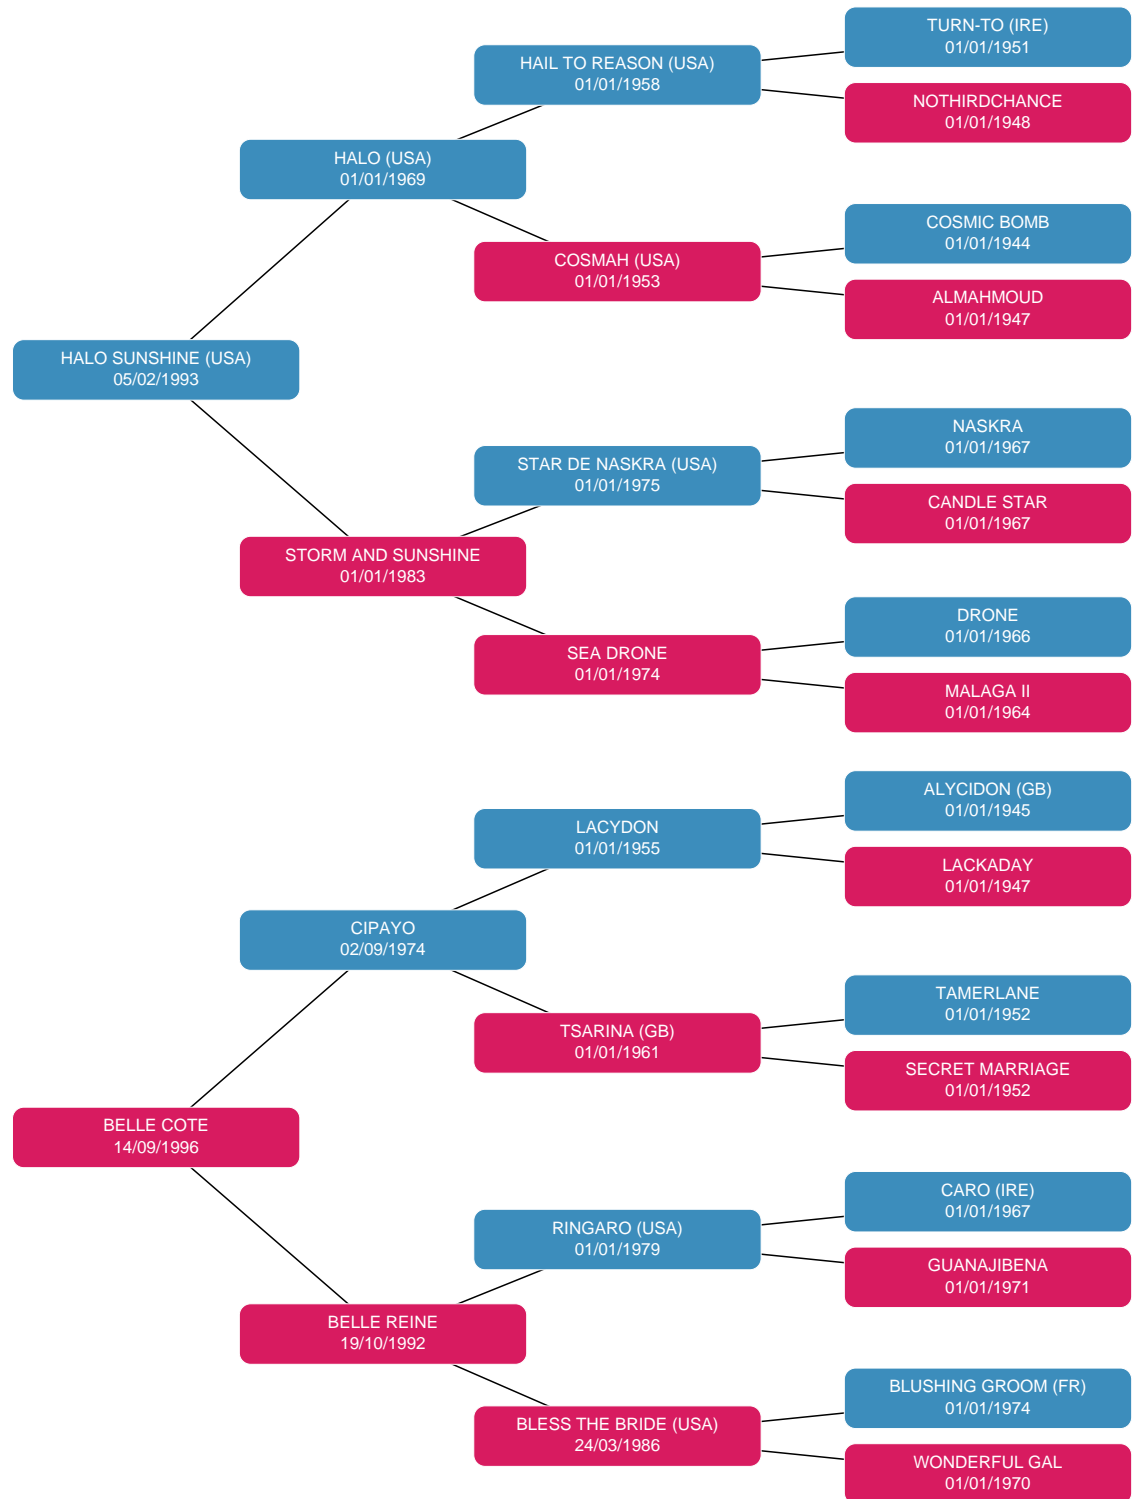 TURN-TO (IRE)
01/01/1951
HAIL TO REASON (USA)
01/01/1958
NOTHIRDCHANCE
01/01/1948
HALO (USA)
01/01/1969
COSMIC BOMB
01/01/1944
COSMAH (USA)
01/01/1953
ALMAHMOUD
01/01/1947
HALO SUNSHINE (USA)
05/02/1993
NASKRA
01/01/1967
STAR DE NASKRA (USA)
01/01/1975
CANDLE STAR
01/01/1967
STORM AND SUNSHINE
01/01/1983
DRONE
01/01/1966
SEA DRONE
01/01/1974
MALAGA II
01/01/1964
ALYCIDON (GB)
01/01/1945
LACYDON
01/01/1955
LACKADAY
01/01/1947
CIPAYO
02/09/1974
TAMERLANE
01/01/1952
TSARINA (GB)
01/01/1961
SECRET MARRIAGE
01/01/1952
BELLE COTE
14/09/1996
CARO (IRE)
01/01/1967
RINGARO (USA)
01/01/1979
GUANAJIBENA
01/01/1971
BELLE REINE
19/10/1992
BLUSHING GROOM (FR)
01/01/1974
BLESS THE BRIDE (USA)
24/03/1986
WONDERFUL GAL
01/01/1970